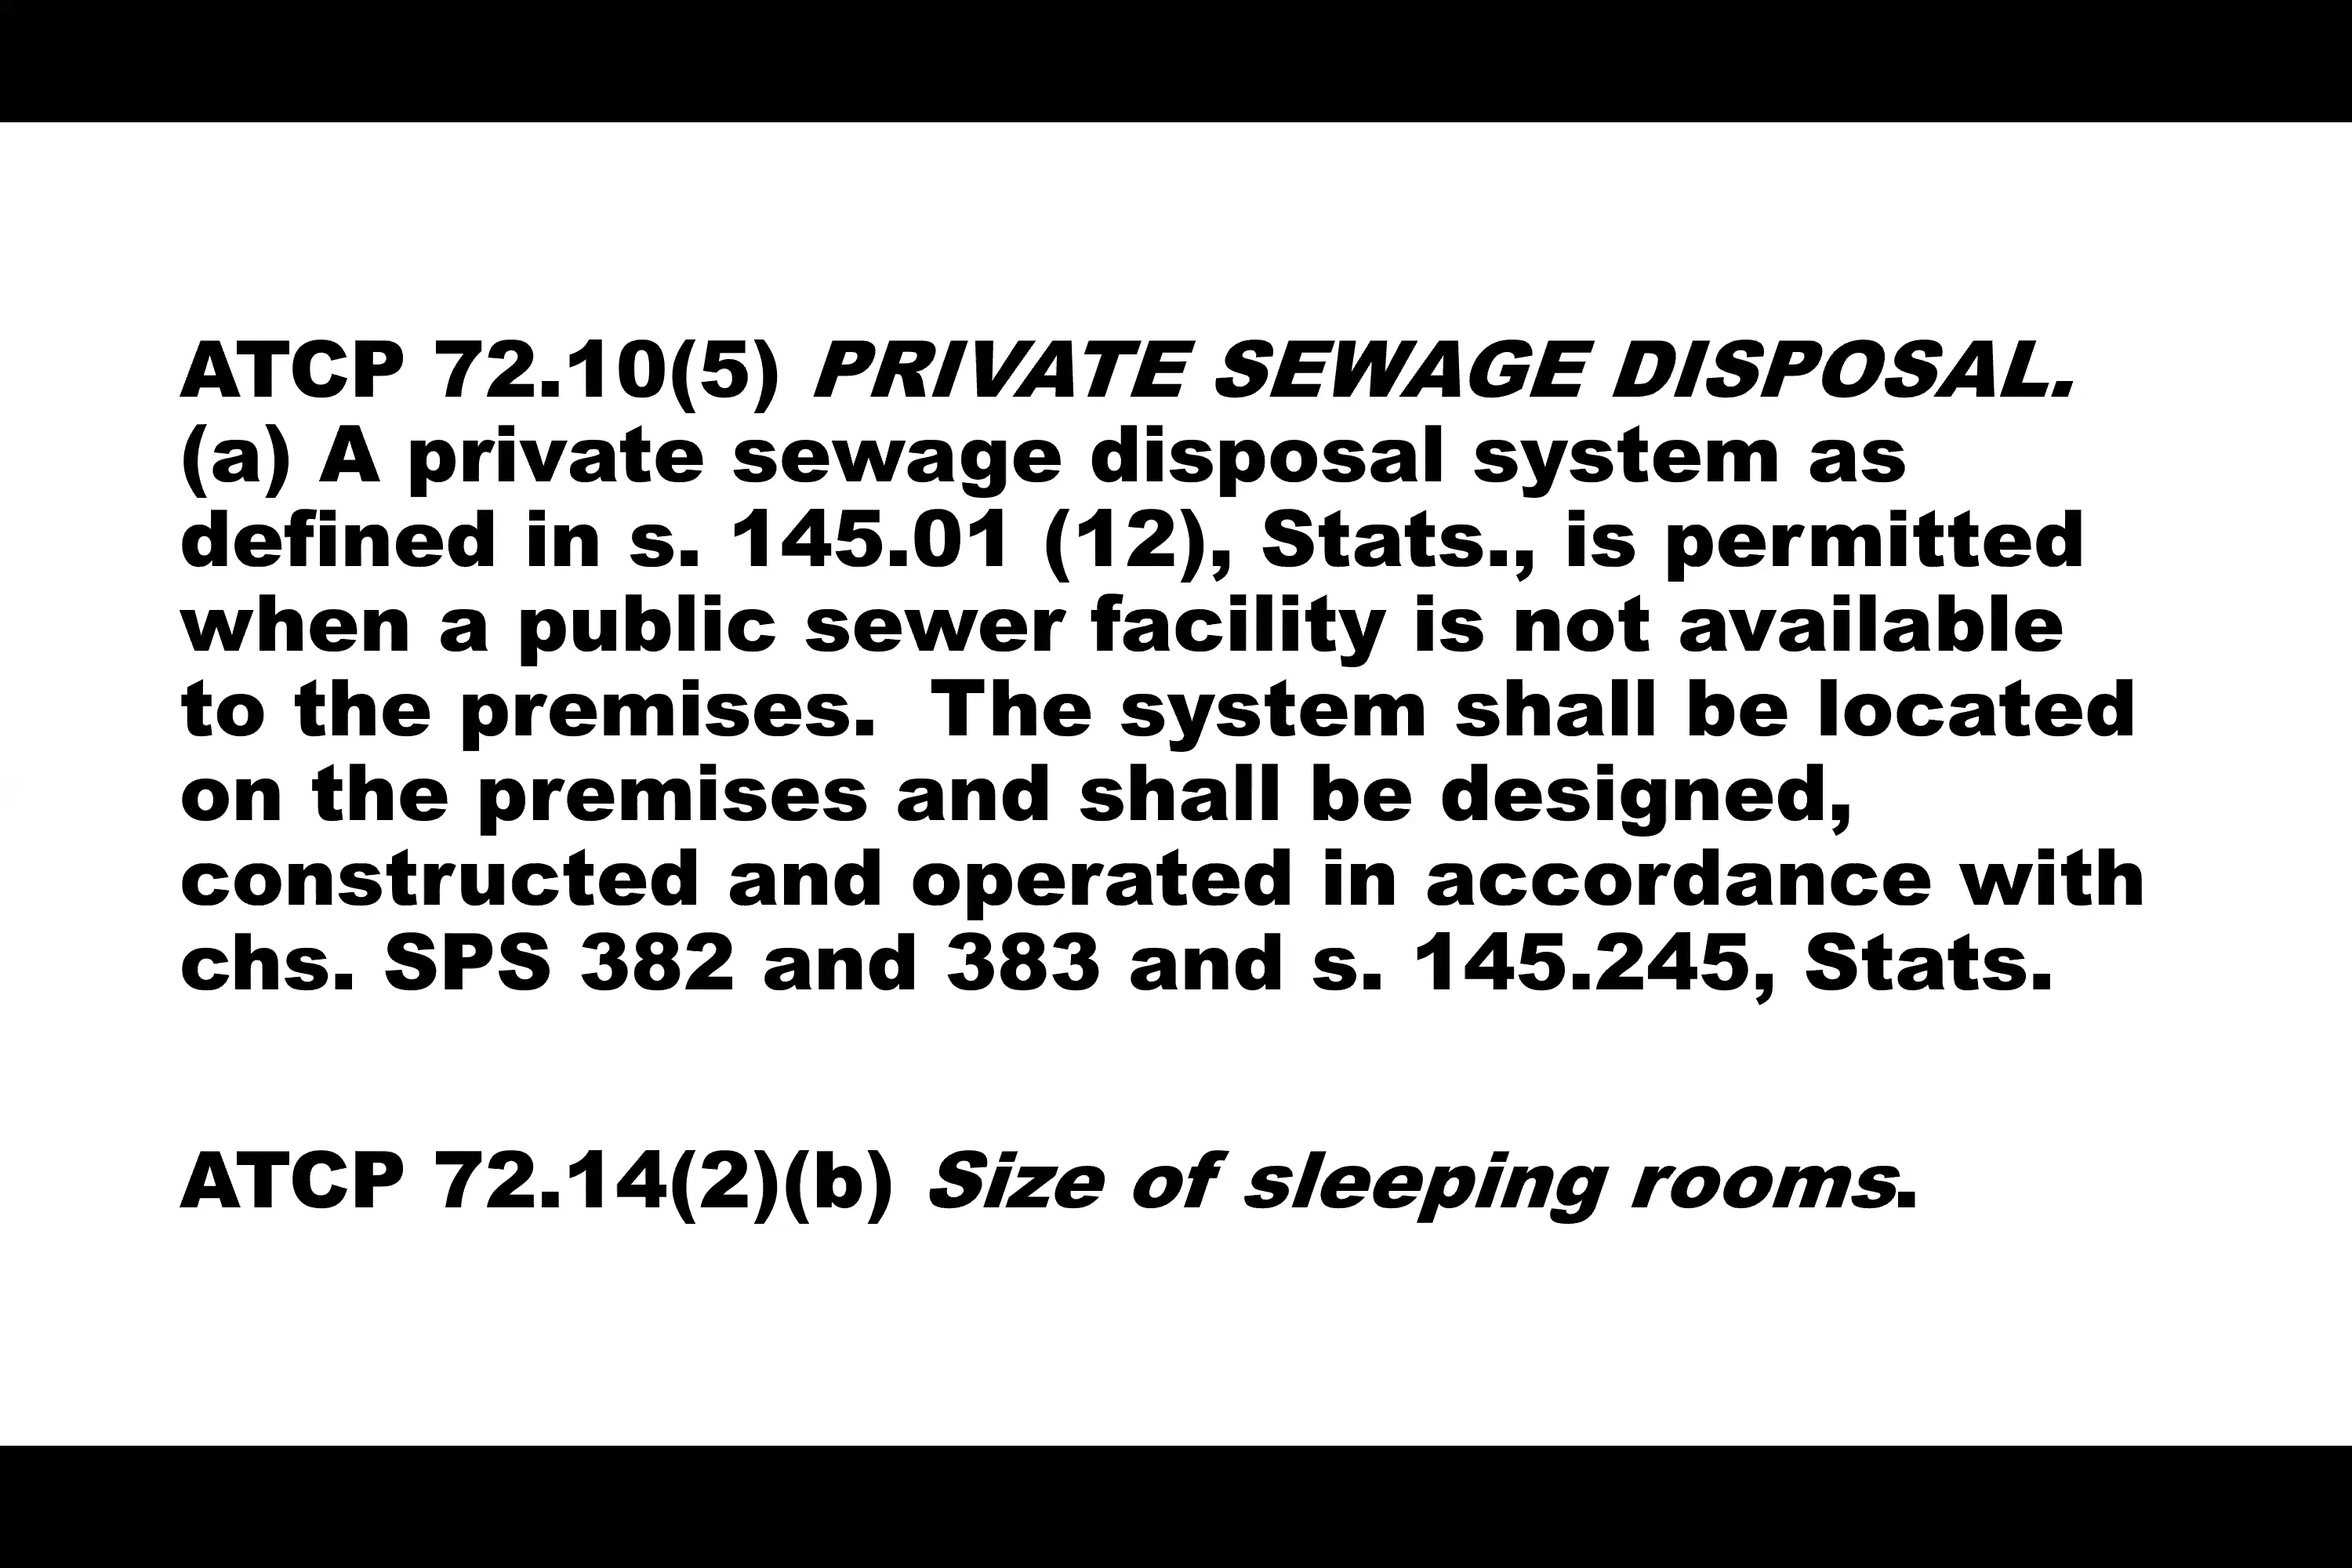 ATCP 72.10(5) PRIVATE SEWAGE DISPOSAL.
(a) A private sewage disposal system as
defined in s. 145.01 (12), Stats., is permitted
when a public sewer facility is not available
to the premises.  The system shall be located
on the premises and shall be designed,
constructed and operated in accordance with
chs. SPS 382 and 383 and s. 145.245, Stats.
ATCP 72.14(2)(b) Size of sleeping rooms.